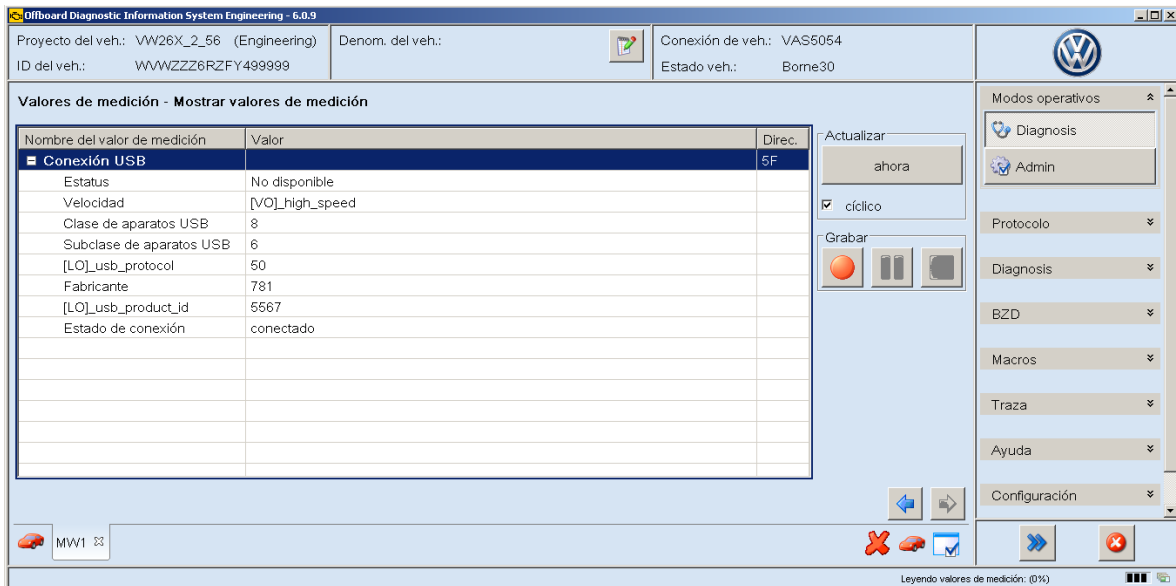 Offboard Diagnostic Information System Engineering - 6.0.9
Proyecto del veh.: VW26X_2_56 (Engineering)
ID del veh.: WVWZZZ6RZFY499999
Denom. del veh.:
Conexión de veh.: VAS5054
Estado veh.: Borne30
Valores de medición - Mostrar valores de medición
Nombre del valor de medición Valor Direc.
Conexión USB 5F
Estatus No disponible
Velocidad [VO]_high_speed
Clase de aparatos USB 8
Subclase de aparatos USB 6
[LO]_usb_protocol 50
Fabricante 781
[LO]_usb_product_id 5567
Estado de conexión conectado
Actualizar
ahora
cíclico
Grabar
Modos operativos
Diagnosis
Admin
Protocolo
Diagnosis
BZD
Macros
Traza
Ayuda
Configuración
MW1
Leyendo valores de medición: (0%)